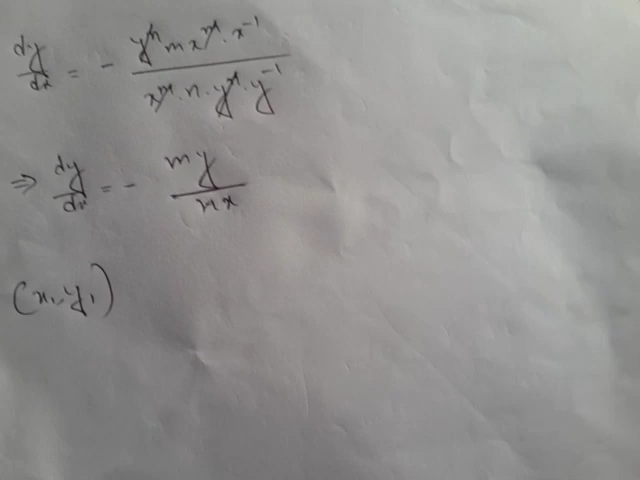 dy/dx = - y^n m x^m . x^-1 / x^m . n . y^n . y^-1
⇒ dy/dx = - my / nx
(x₁, y₁)